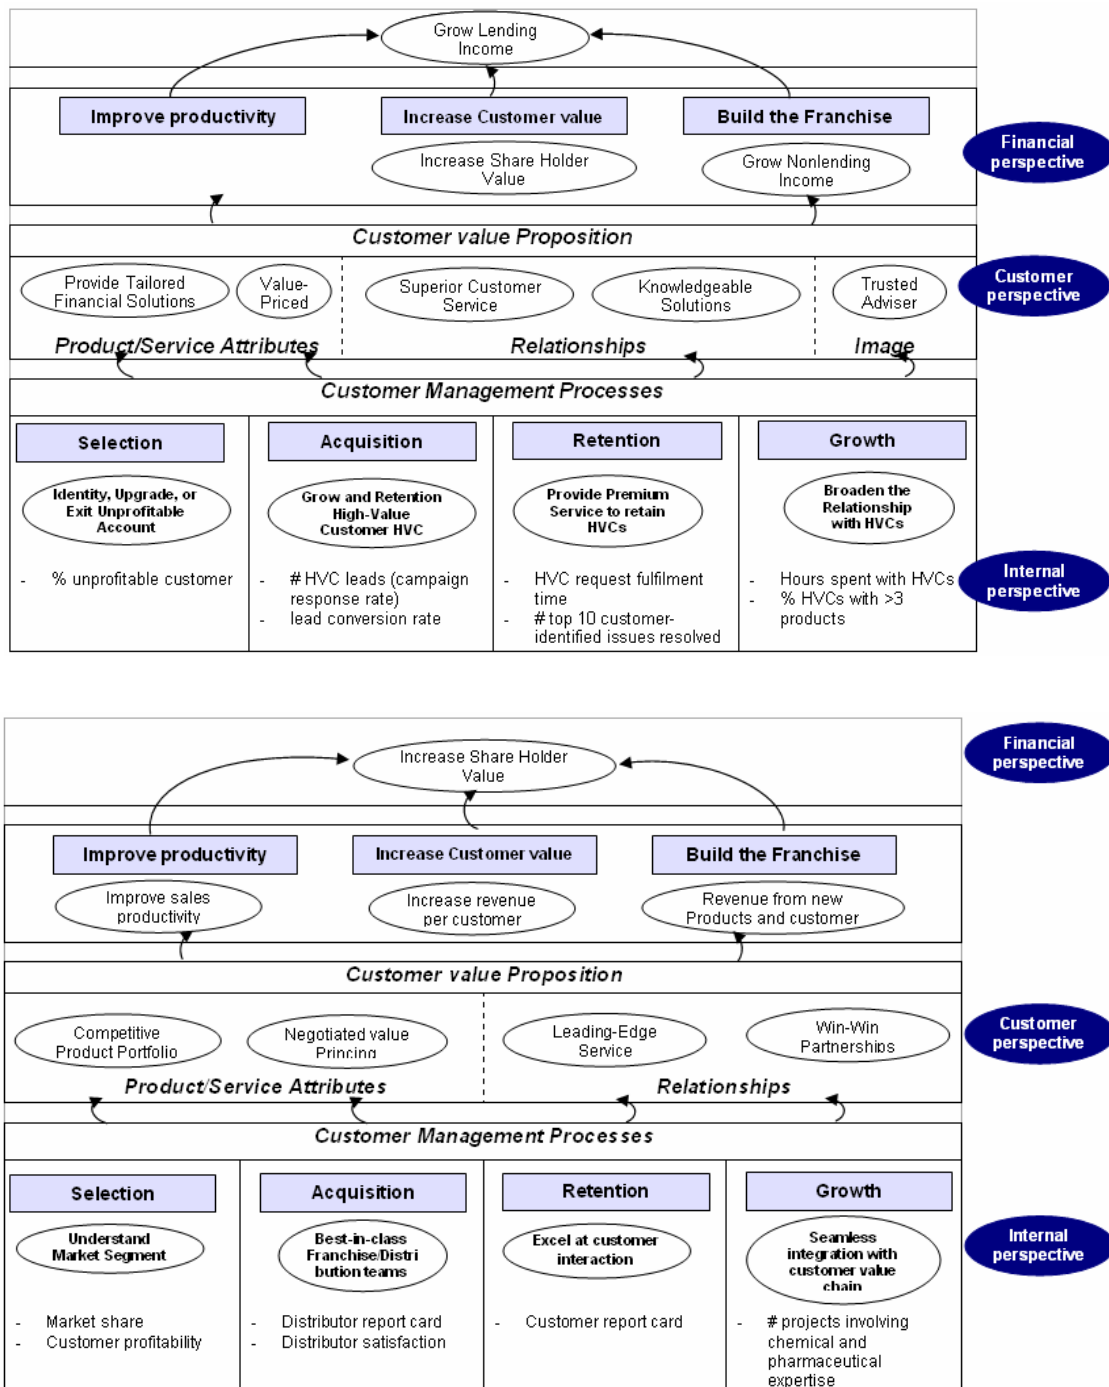 Grow Lending
Income
Improve productivity
Increase Customer value
Build the Franchise
Increase Share Holder
Value
Grow Nonlending
Income
Financial
perspective
Customer value Proposition
Provide Tailored
Financial Solutions
Value-
Priced
Superior Customer
Service
Knowledgeable
Solutions
Trusted
Adviser
Product/Service Attributes
Relationships
Image
Customer
perspective
Customer Management Processes
Selection
Acquisition
Retention
Growth
Identity, Upgrade, or
Exit Unprofitable
Account
Grow and Retention
High-Value
Customer HVC
Provide Premium
Service to retain
HVCs
Broaden the
Relationship
with HVCs
- % unprofitable customer
- # HVC leads (campaign
response rate)
- lead conversion rate
- HVC request fulfilment
time
- # top 10 customer-
identified issues resolved
- Hours spent with HVCs
- % HVCs with >3
products
Internal
perspective
Increase Share Holder
Value
Financial
perspective
Improve productivity
Increase Customer value
Build the Franchise
Improve sales
productivity
Increase revenue
per customer
Revenue from new
Products and customer
Customer value Proposition
Competitive
Product Portfolio
Negotiated value
Princing
Leading-Edge
Service
Win-Win
Partnerships
Product/Service Attributes
Relationships
Customer
perspective
Customer Management Processes
Selection
Acquisition
Retention
Growth
Understand
Market Segment
Best-in-class
Franchise/Distri
bution teams
Excel at customer
interaction
Seamless
integration with
customer value
chain
- Market share
- Customer profitability
- Distributor report card
- Distributor satisfaction
- Customer report card
- # projects involving
chemical and
pharmaceutical
expertise
Internal
perspective